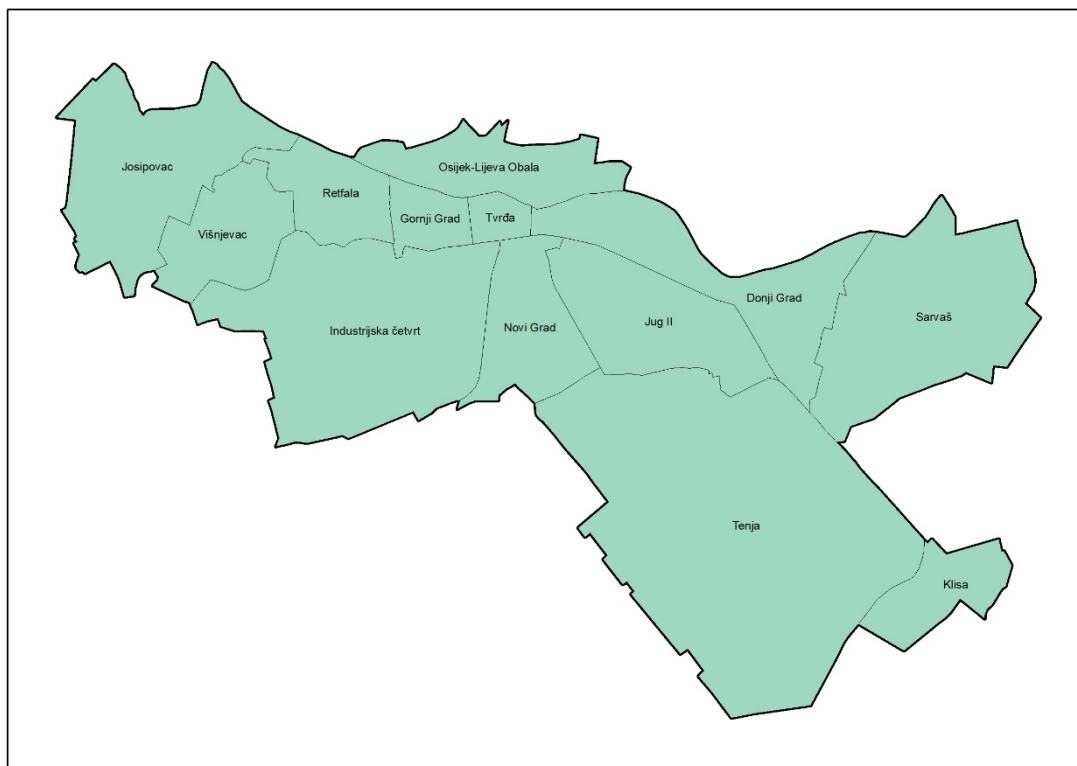 Josipovac
Osijek-Lijeva Obala
Retfala
Gornji Grad
Tvrđa
Višnjevac
Donji Grad
Sarvaš
Industrijska četvrt
Novi Grad
Jug II
Tenja
Klisa